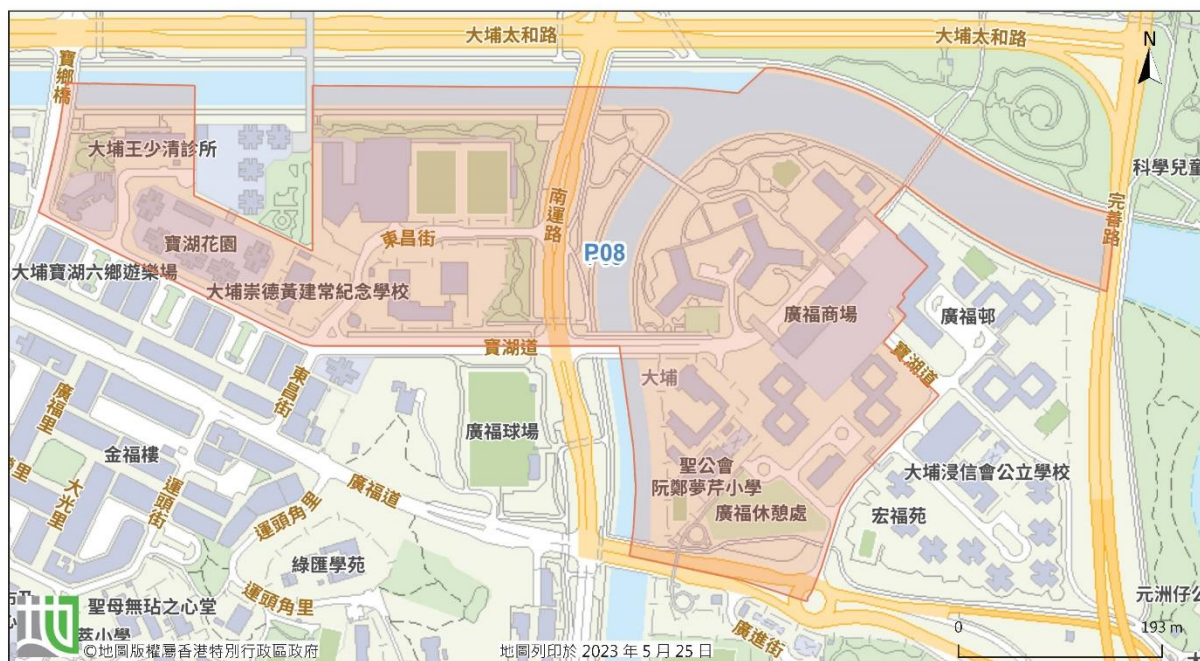 大埔太和路
大埔太和路
N
寶鄉橋
大埔王少清診所
科學兒童
南運路
完善路
P08
寶湖花園
東昌街
大埔寶湖六鄉遊樂場
大埔崇德黃建常紀念學校
廣福商場
廣福邨
寶湖道
寶湖道
大埔
東昌街
廣福里
廣福球場
金福樓
聖公會
阮鄭夢芹小學
大埔浸信會公立學校
大光里
運頭街
廣福道
廣福休憩處
宏福苑
運頭角里
綠匯學苑
運頭角里
元洲仔公
聖母無玷之心堂
萃小學
廣進街
0
193 m
©地圖版權屬香港特別行政區政府
地圖列印於 2023 年 5 月 25 日